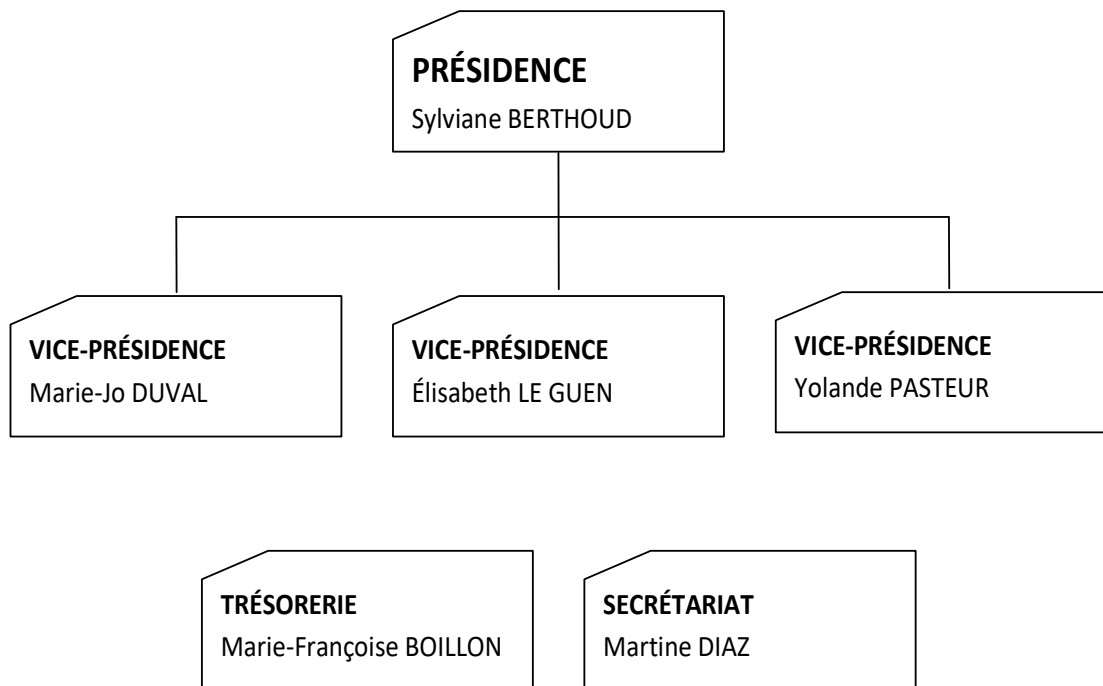 PRÉSIDENCE
Sylviane BERTHOUD
VICE-PRÉSIDENCE
Marie-Jo DUVAL
VICE-PRÉSIDENCE
Élisabeth LE GUEN
VICE-PRÉSIDENCE
Yolande PASTEUR
TRÉSORERIE
Marie-Françoise BOILLON
SECRÉTARIAT
Martine DIAZ